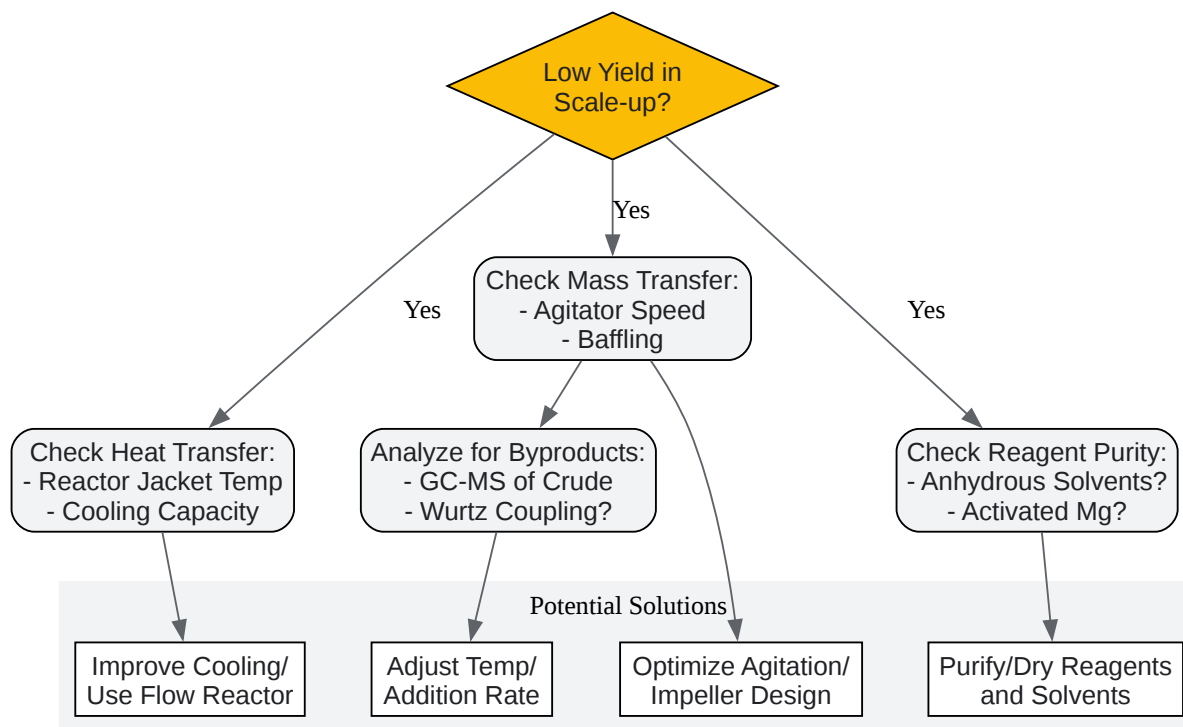 Low Yield in
Scale-up?
Yes
Check Mass Transfer:
- Agitator Speed
- Baffling
Yes
Yes
Check Heat Transfer:
- Reactor Jacket Temp
- Cooling Capacity
Analyze for Byproducts:
- GC-MS of Crude
- Wurtz Coupling?
Check Reagent Purity:
- Anhydrous Solvents?
- Activated Mg?
Potential Solutions
Improve Cooling/
Use Flow Reactor
Adjust Temp/
Addition Rate
Optimize Agitation/
Impeller Design
Purify/Dry Reagents
and Solvents